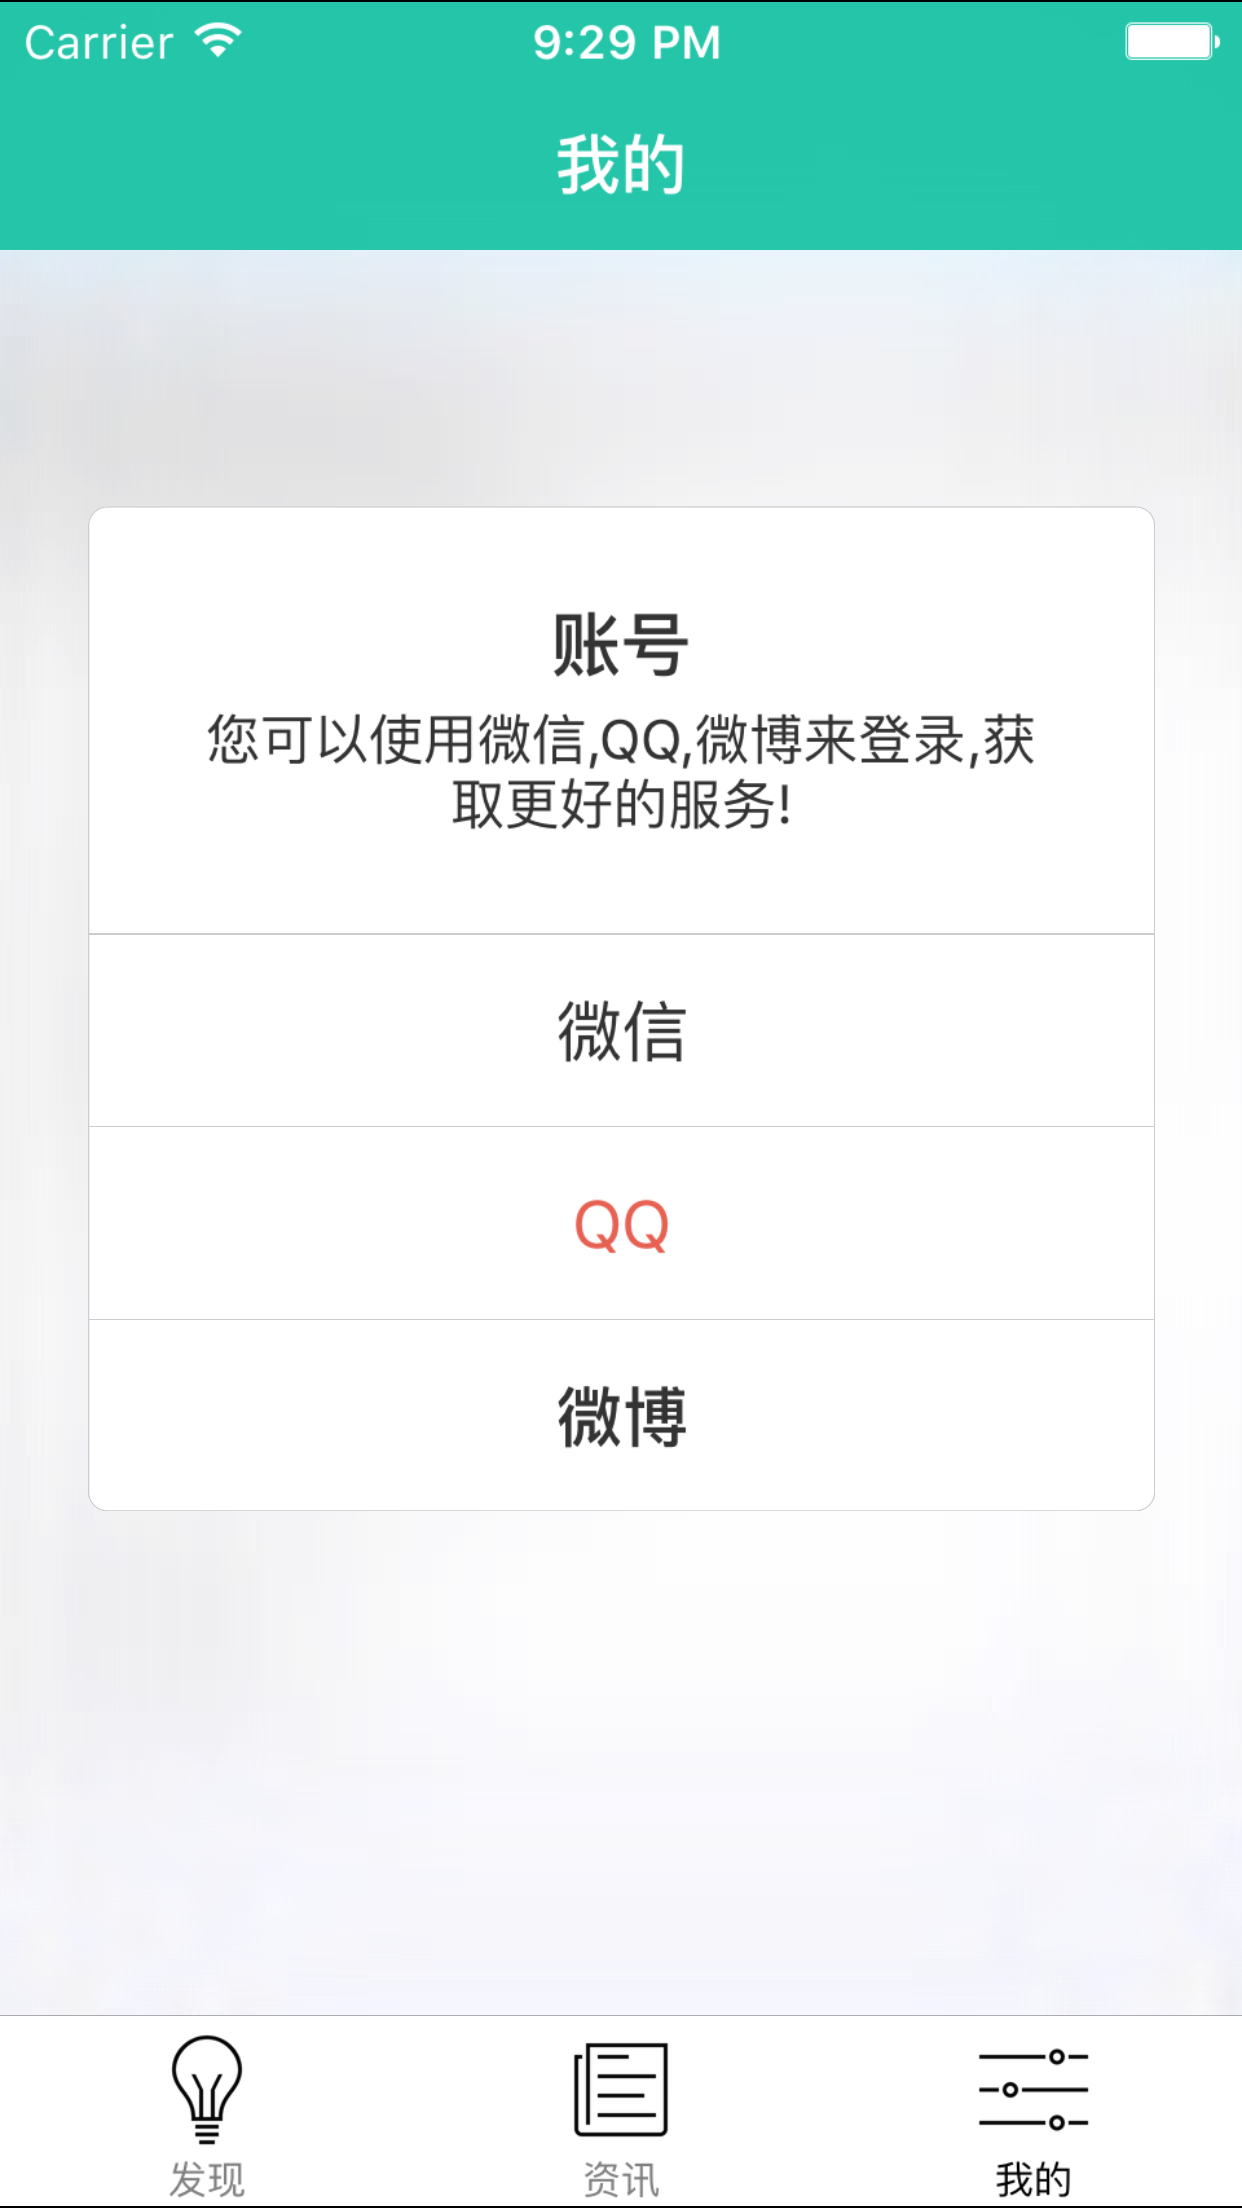 Carrier 9:29 PM
我的
账号
您可以使用微信,QQ,微博来登录,获
取更好的服务!
微信
QQ
微博
发现 资讯 我的